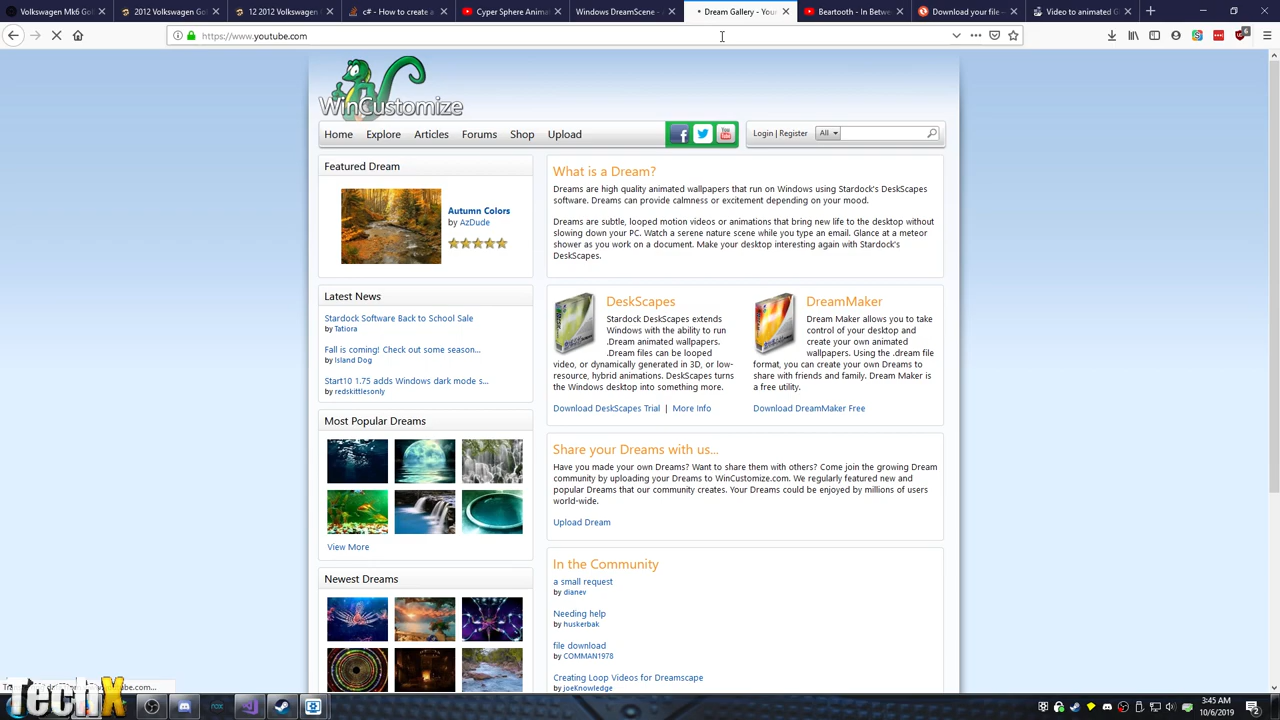 Volkswagen Mk6 Go
2012 Volkswagen Go
12 2012 Volkswagen
c# - How to create a
Cyper Sphere Anima
Windows DreamScene -
Dream Gallery - Your
Beartooth - In Betwe
Download your file -
Video to animated G
https://www.youtube.com
6
WinCustomize
Home Explore Articles Forums Shop Upload
f You Tube
Login | Register All
Featured Dream
Autumn Colors
by AzDude
Latest News
Stardock Software Back to School Sale
by Tatiora
Fall is coming! Check out some season...
by Island Dog
Start10 1.75 adds Windows dark mode s...
by redskittlesonly
Most Popular Dreams
View More
Newest Dreams
What is a Dream?
Dreams are high quality animated wallpapers that run on Windows using Stardock's DeskScapes
software. Dreams can provide calmness or excitement depending on your mood.
Dreams are subtle, looped motion videos or animations that bring new life to the desktop without
slowing down your PC. Watch a serene nature scene while you type an email. Glance at a meteor
shower as you work on a document. Make your desktop interesting again with Stardock's
DeskScapes.
DeskScapes
Stardock DeskScapes extends
Windows with the ability to run
.Dream animated wallpapers.
.Dream files can be looped
video, or dynamically generated in 3D, or low-
resource, hybrid animations. DeskScapes turns
the Windows desktop into something more.
Download DeskScapes Trial | More Info
DreamMaker
Dream Maker allows you to take
control of your desktop and
create your own animated
wallpapers. Using the .dream file
format, you can create your own Dreams to
share with friends and family. Dream Maker is
a free utility.
Download DreamMaker Free
Share your Dreams with us...
Have you made your own Dreams? Want to share them with others? Come join the growing Dream
community by uploading your Dreams to WinCustomize.com. We regularly featured new and
popular Dreams that our community creates. Your Dreams could be enjoyed by millions of users
world-wide.
Upload Dream
In the Community
a small request
by dianev
Needing help
by huskerbak
file download
by COMMAN1978
Creating Loop Videos for Dreamscape
by joeKnowledge
TechX
3:45 AM
10/6/2019
2